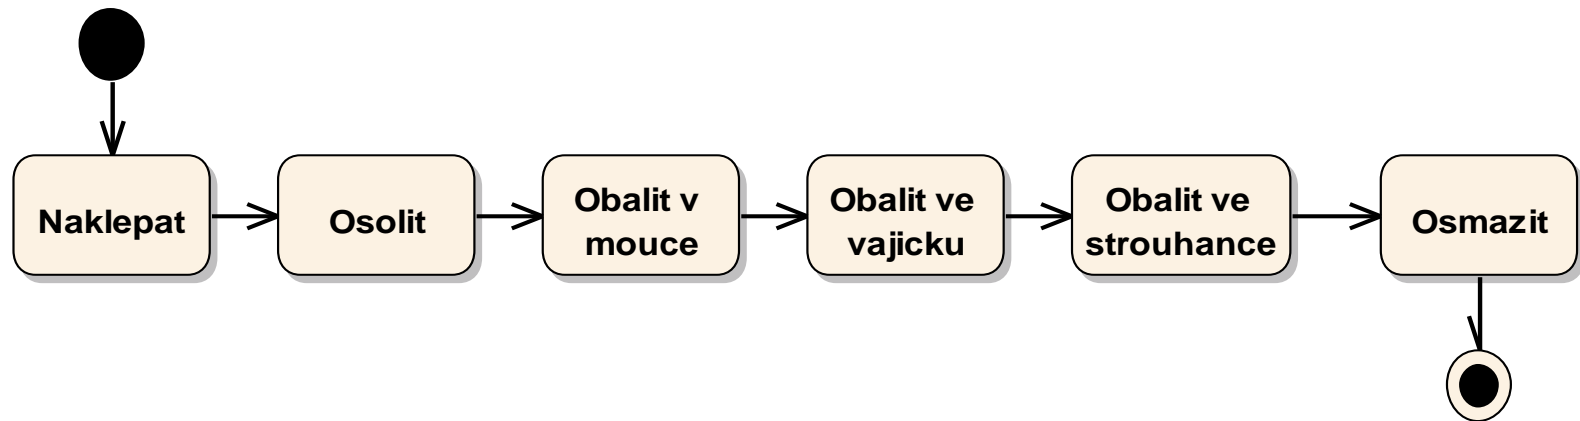 Naklepat
Osolit
Obalit v
mouce
Obalit ve
vajicku
Obalit ve
strouhance
Osmazit